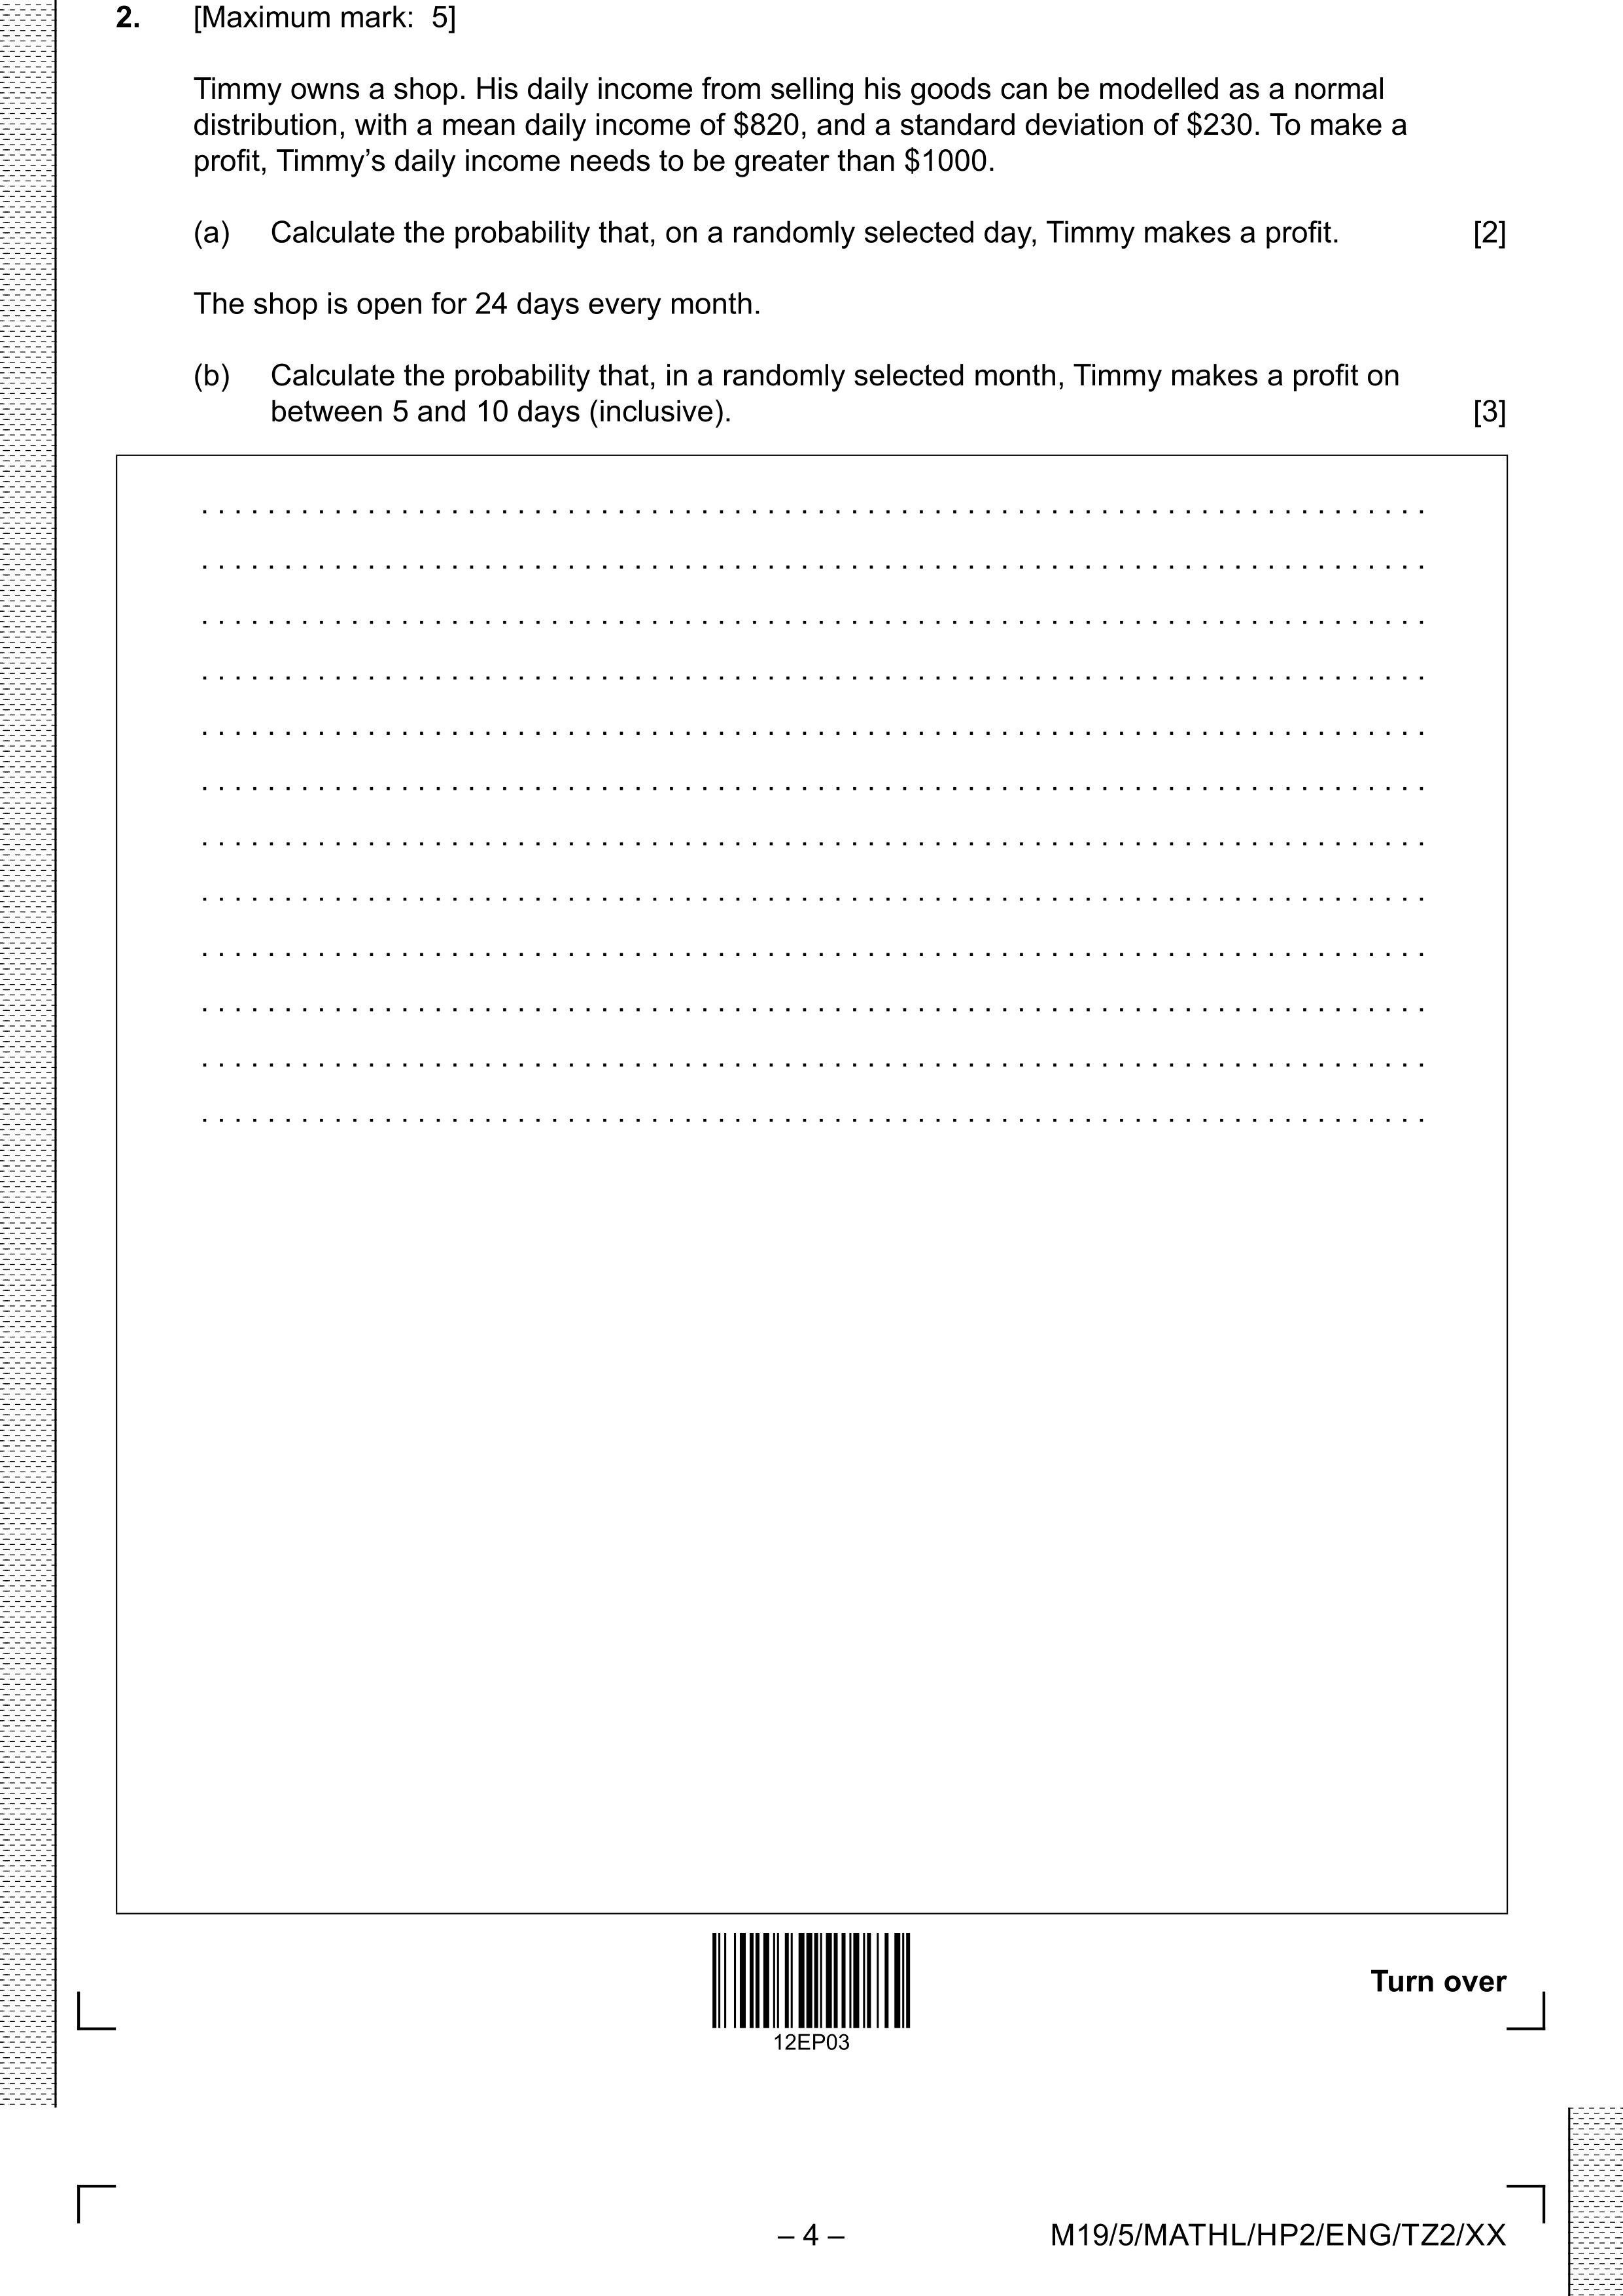 2. [Maximum mark: 5]
Timmy owns a shop. His daily income from selling his goods can be modelled as a normal
distribution, with a mean daily income of $820, and a standard deviation of $230. To make a
profit, Timmy’s daily income needs to be greater than $1000.
(a) Calculate the probability that, on a randomly selected day, Timmy makes a profit. [2]
The shop is open for 24 days every month.
(b) Calculate the probability that, in a randomly selected month, Timmy makes a profit on
between 5 and 10 days (inclusive). [3]
Turn over
12EP03
– 4 – M19/5/MATHL/HP2/ENG/TZ2/XX